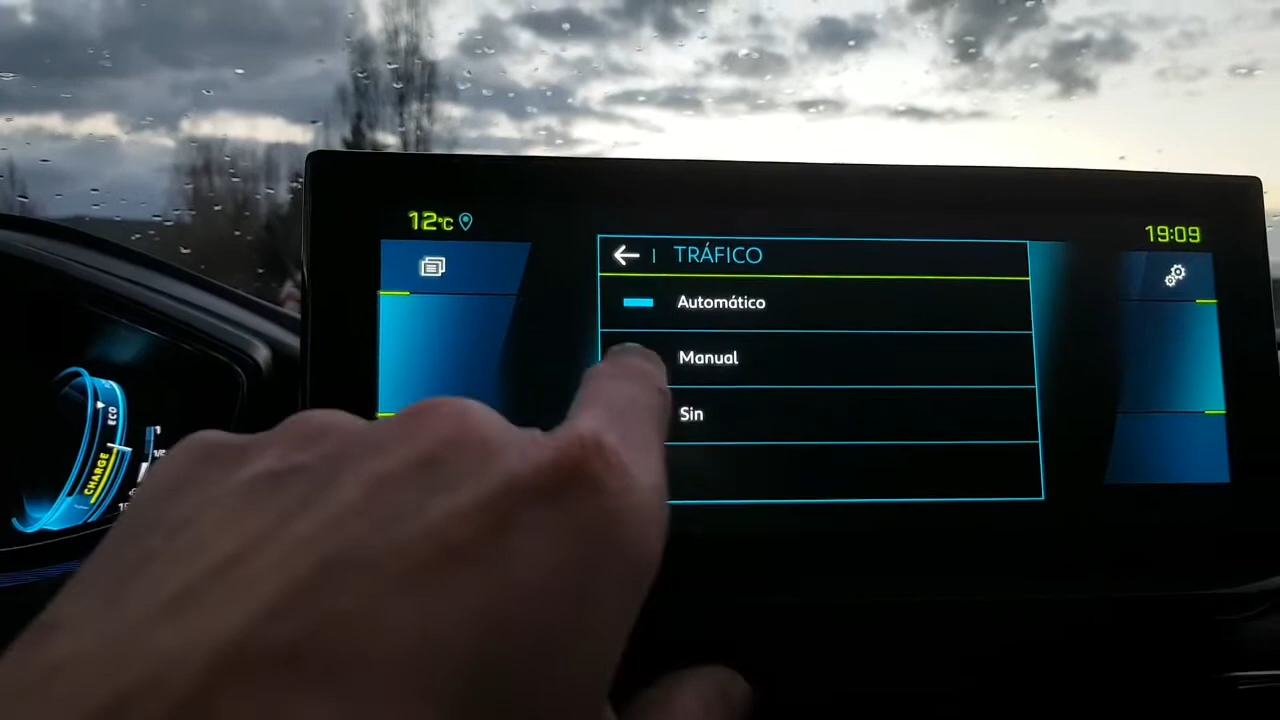 12°C
19:09
TRÁFICO
Automático
Manual
Sin
ECO
CHARGE